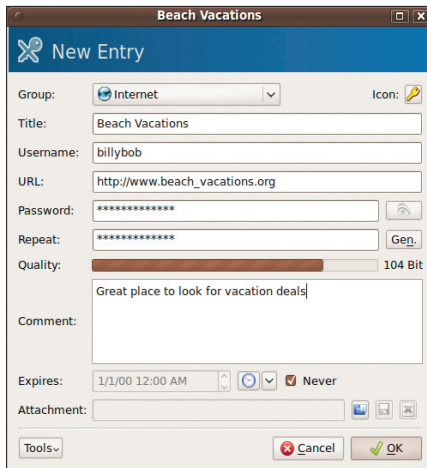 Beach Vacations
New Entry
Group: Internet Icon:
Title: Beach Vacations
Username: billybob
URL: http://www.beach_vacations.org
Password: *************
Repeat: ************* Gen.
Quality: 104 Bit
Comment: Great place to look for vacation deals
Expires: 1/1/00 12:00 AM Never
Attachment:
Tools Cancel OK